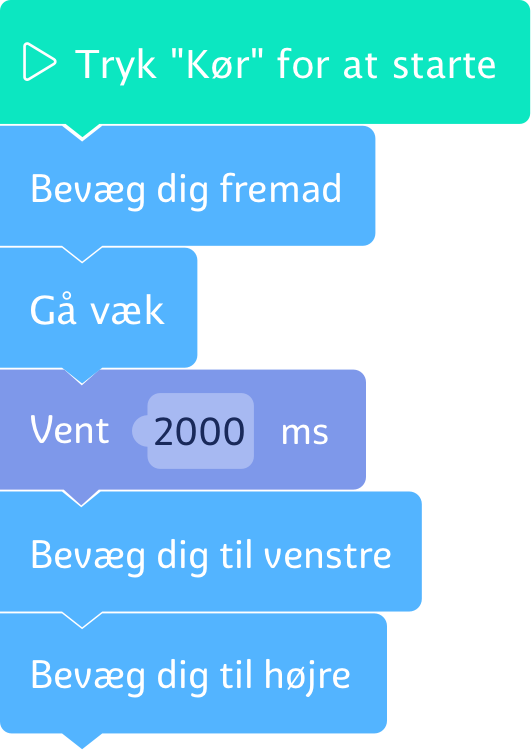 Tryk "Kør" for at starte
Bevæg dig fremad
Gå væk
Vent 2000 ms
Bevæg dig til venstre
Bevæg dig til højre